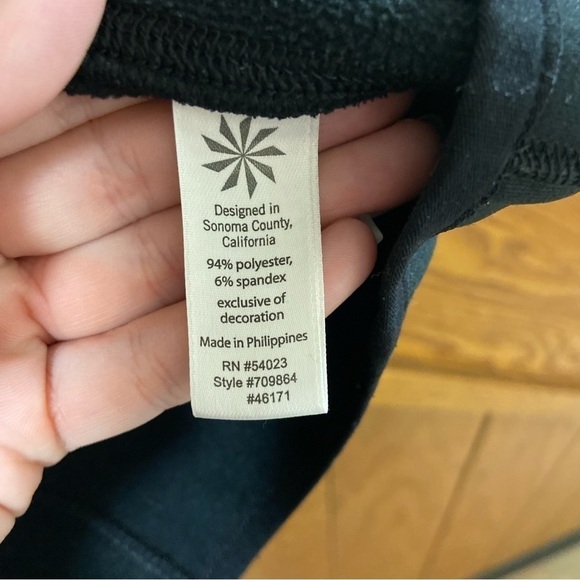 Designed in
Sonoma County,
California
94% polyester,
6% spandex
exclusive of
decoration
Made in Philippines
RN #54023
Style #709864
#46171